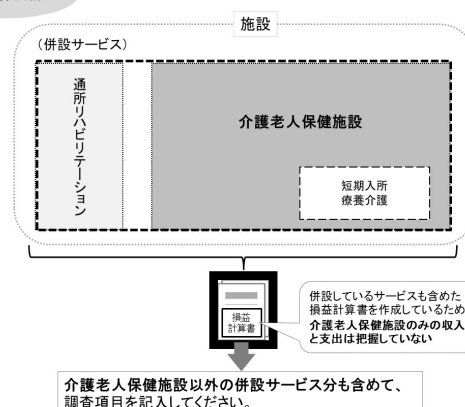 施設
(併設サービス)
通所リハビリテーション
介護老人保健施設
短期入所
療養介護
損益
計算書
併設しているサービスも含めた
損益計算書を作成しているため
介護老人保健施設のみの収入
と支出は把握していない
介護老人保健施設以外の併設サービス分も含めて、
調査項目を記入してください。